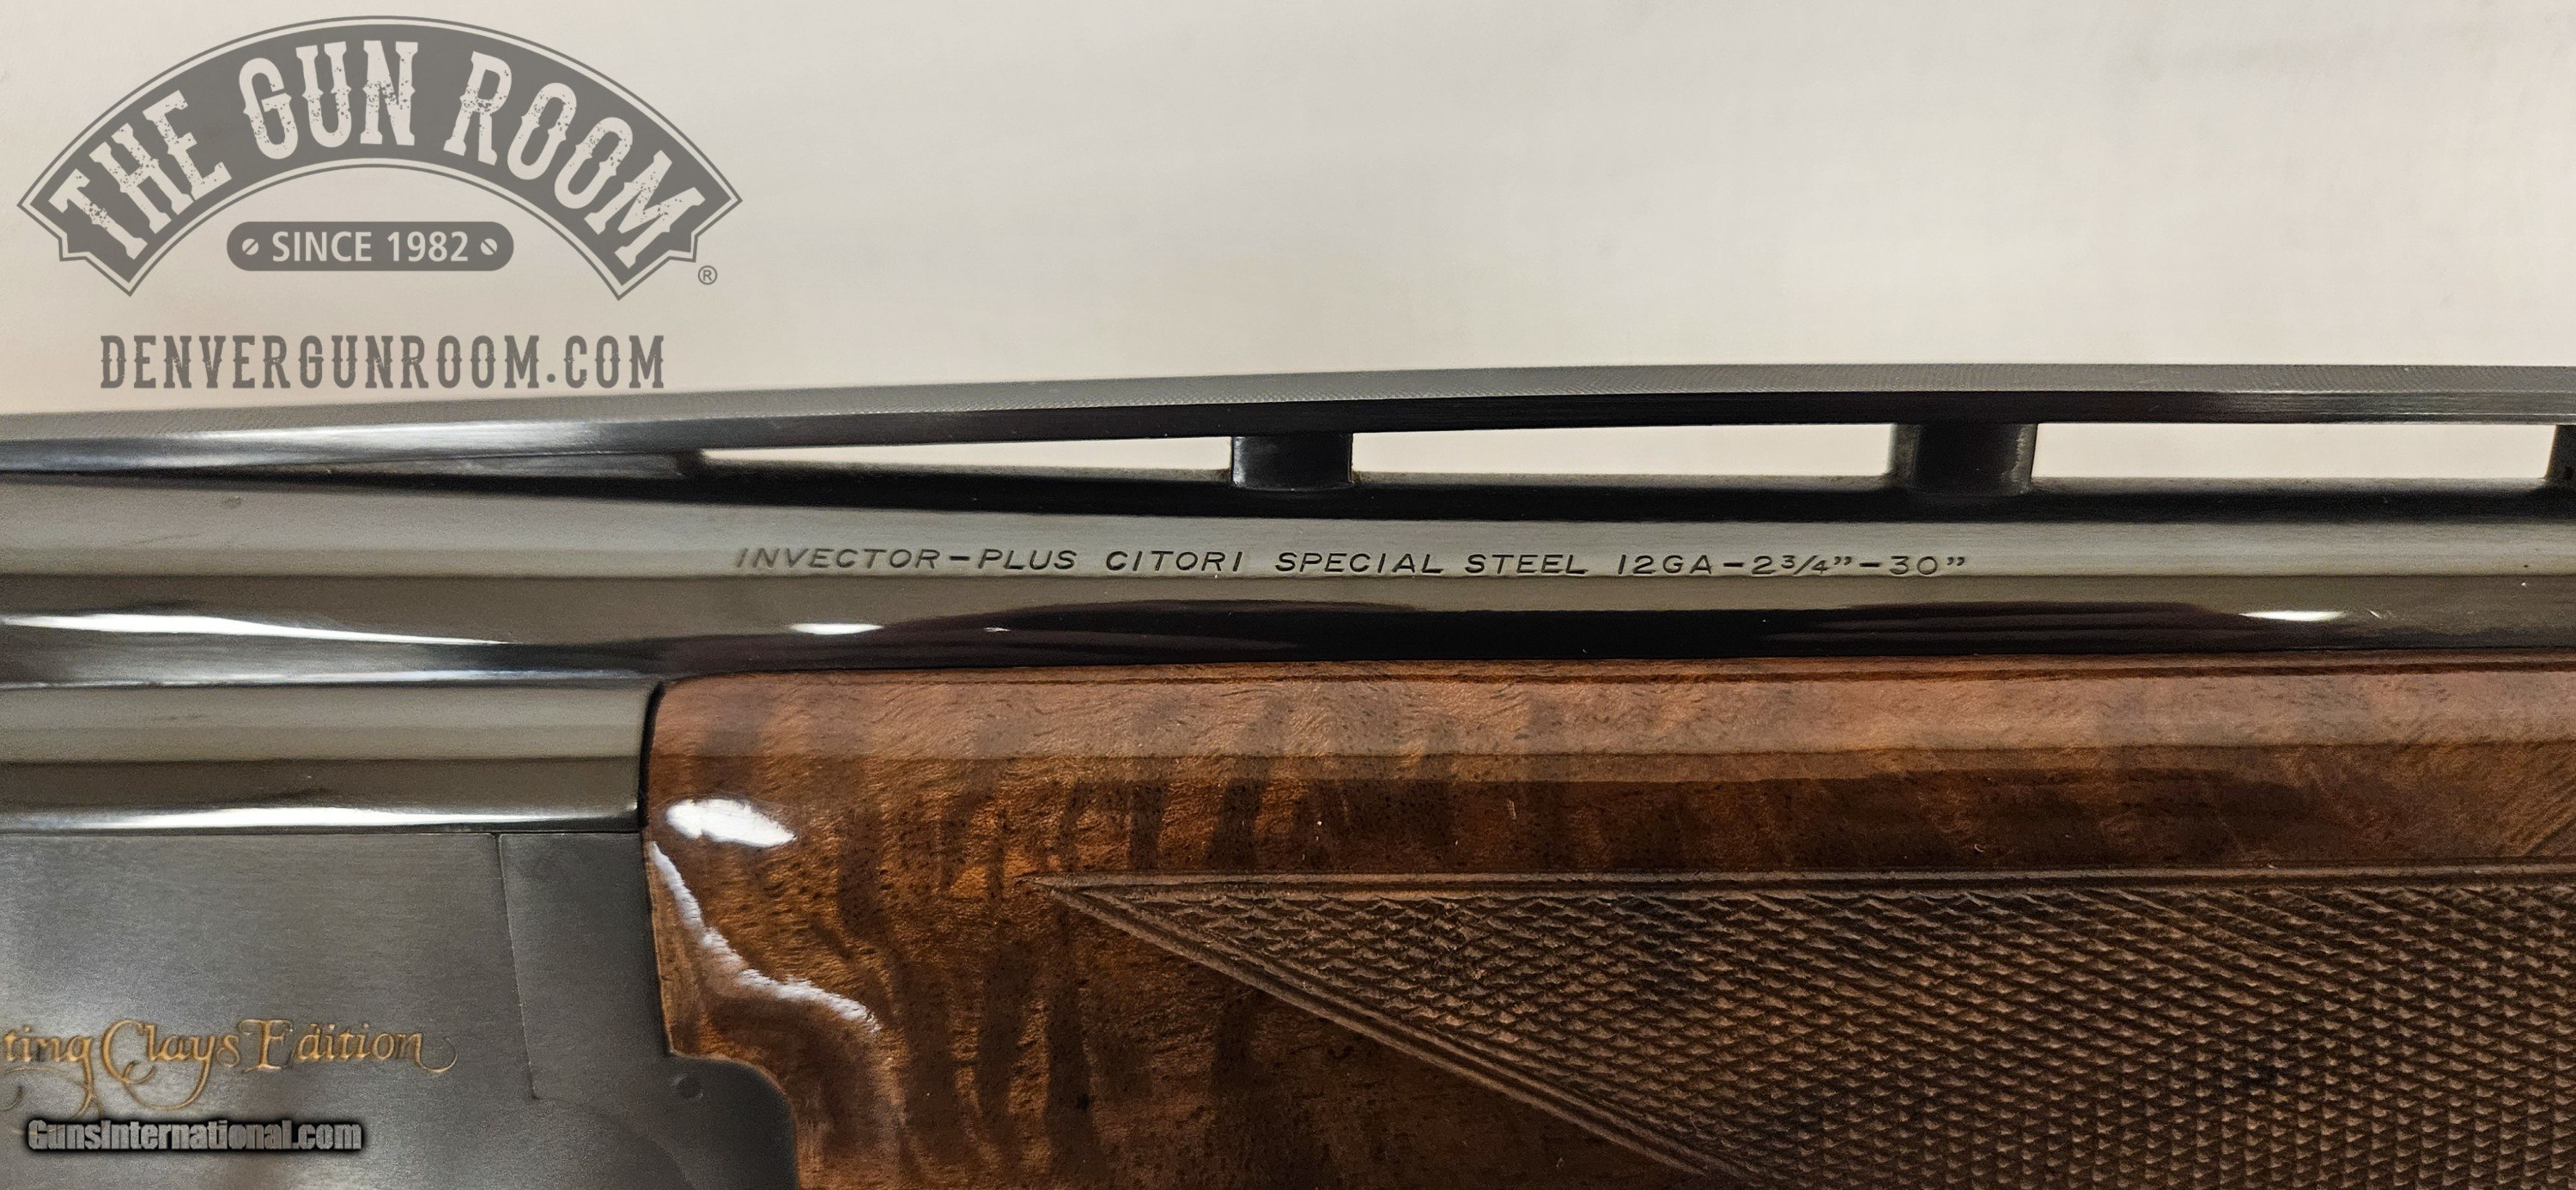 THE GUN ROOM
SINCE 1982
®
DENVERGUNROOM.COM
INVECTOR-PLUS CITORI SPECIAL STEEL 12GA-2¾"-30"
ting Clays Edition
GunsInternational.com